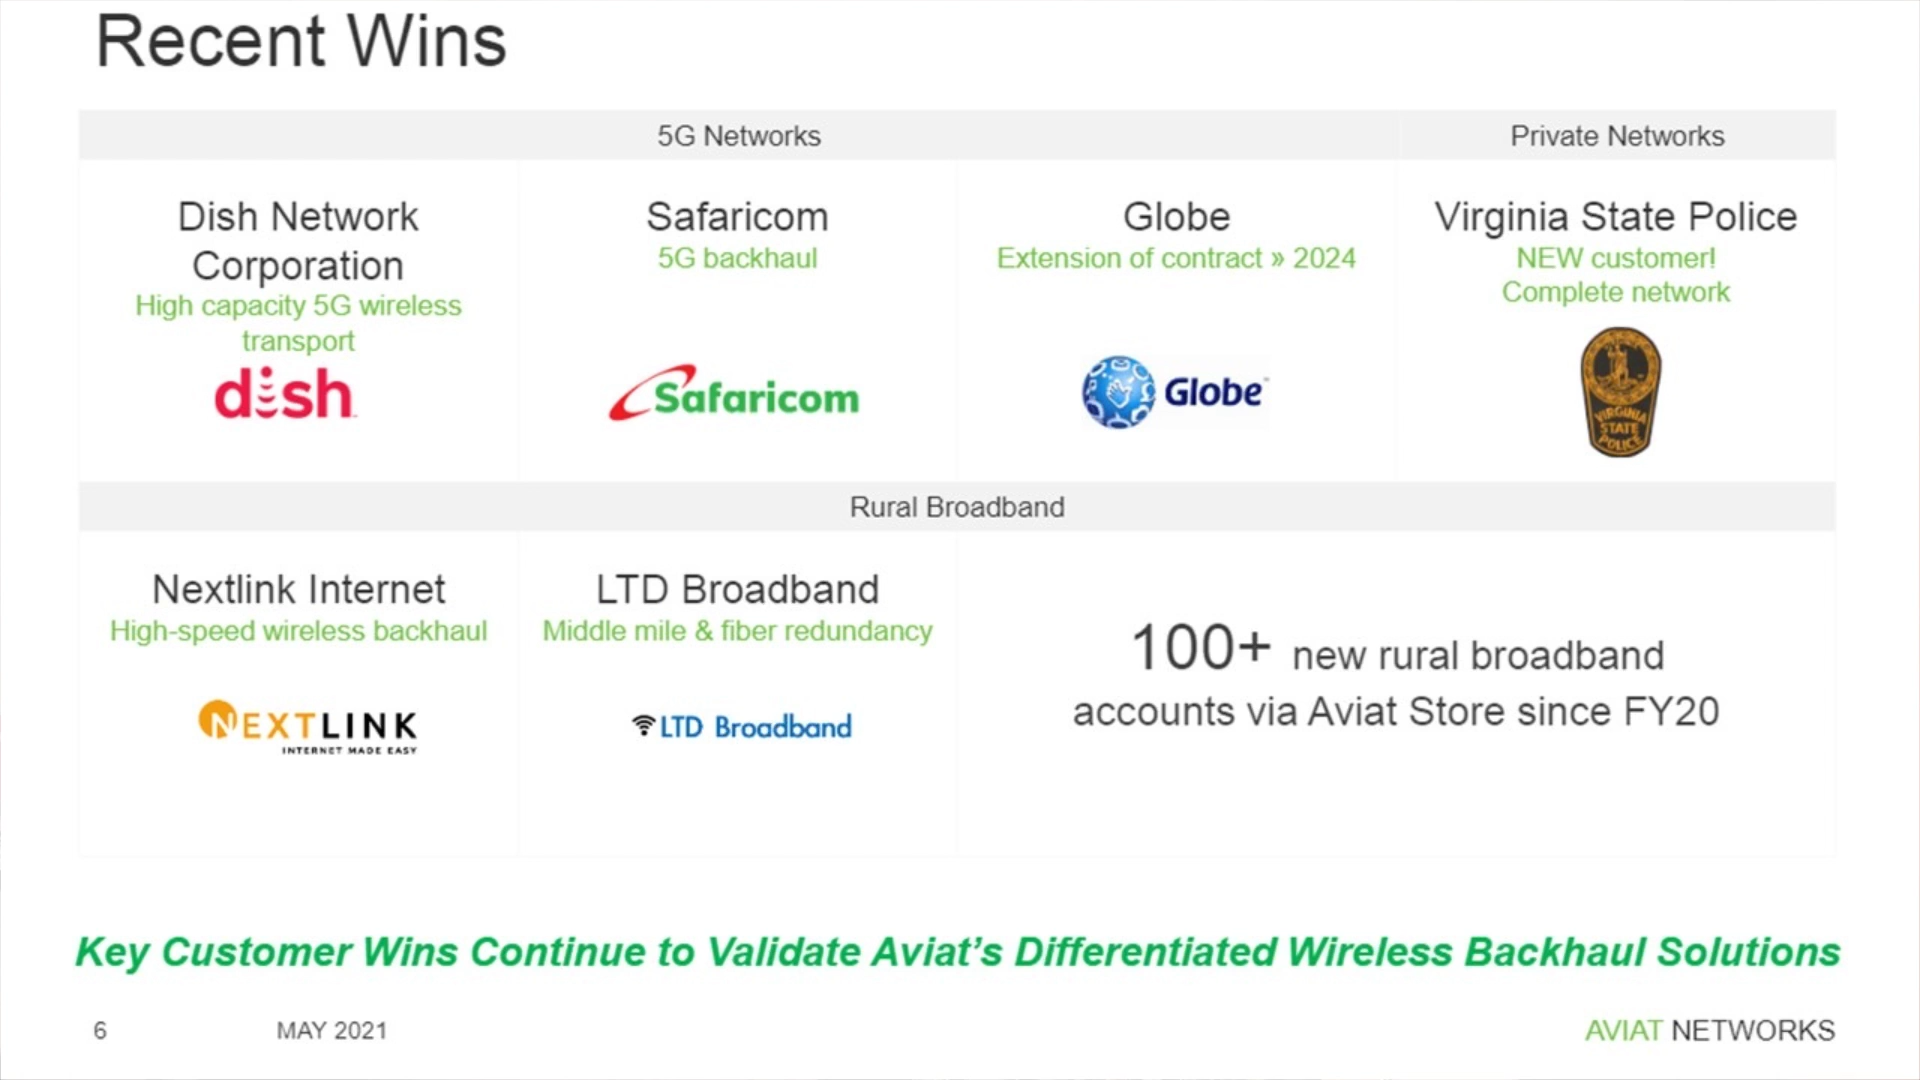 Recent Wins
5G Networks
Private Networks
Dish Network
Corporation
High capacity 5G wireless
transport
dish
Safaricom
5G backhaul
Safaricom
Globe
Extension of contract » 2024
Globe
Virginia State Police
NEW customer!
Complete network
VIRGINIA
STATE
POLICE
Rural Broadband
Nextlink Internet
High-speed wireless backhaul
NEXTLINK
INTERNET MADE EASY
LTD Broadband
Middle mile & fiber redundancy
LTD Broadband
100+ new rural broadband
accounts via Aviat Store since FY20
Key Customer Wins Continue to Validate Aviat's Differentiated Wireless Backhaul Solutions
6
MAY 2021
AVIAT NETWORKS